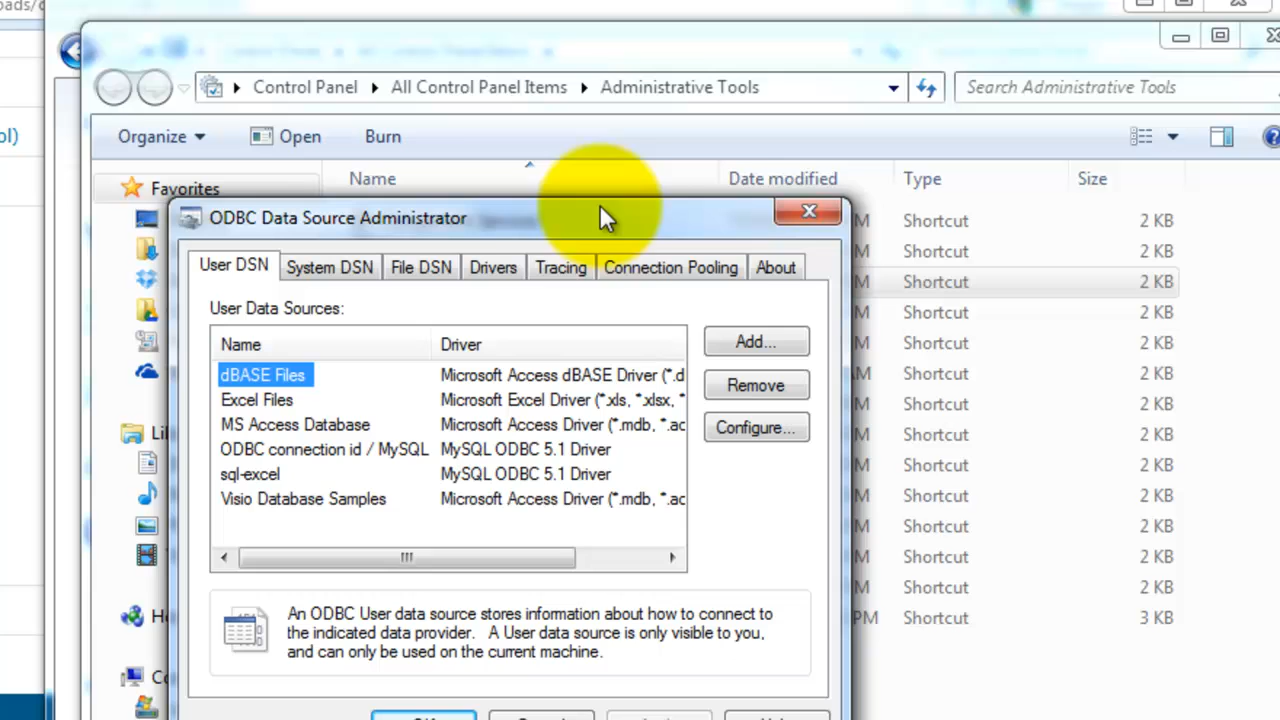 oads/c
ol)
Control Panel All Control Panel Items Administrative Tools
Search Administrative Tools
Organize Open Burn
Name Date modified Type Size
Favorites
ODBC Data Source Administrator
User DSN System DSN File DSN Drivers Tracing Connection Pooling About
User Data Sources:
Name Driver
dBASE Files Microsoft Access dBASE Driver (*.d
Excel Files Microsoft Excel Driver (*.xls, *.xlsx, *
MS Access Database Microsoft Access Driver (*.mdb, *.ac
ODBC connection id / MySQL MySQL ODBC 5.1 Driver
sql-excel MySQL ODBC 5.1 Driver
Visio Database Samples Microsoft Access Driver (*.mdb, *.ac
Add...
Remove
Configure...
An ODBC User data source stores information about how to connect to
the indicated data provider. A User data source is only visible to you,
and can only be used on the current machine.
Li
H
C
M Shortcut 2 KB
M Shortcut 2 KB
M Shortcut 2 KB
M Shortcut 2 KB
M Shortcut 2 KB
AM Shortcut 2 KB
M Shortcut 2 KB
M Shortcut 2 KB
M Shortcut 2 KB
M Shortcut 2 KB
M Shortcut 2 KB
M Shortcut 2 KB
M Shortcut 2 KB
PM Shortcut 3 KB